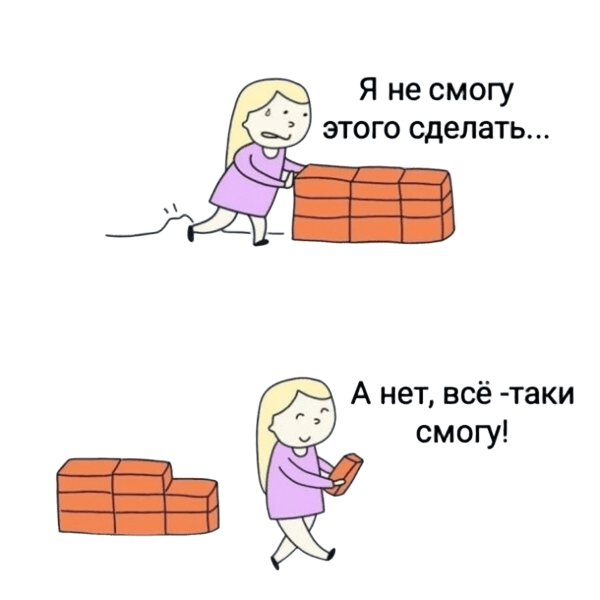 Я не смогу
этого сделать...
А нет, всё -таки
смогу!